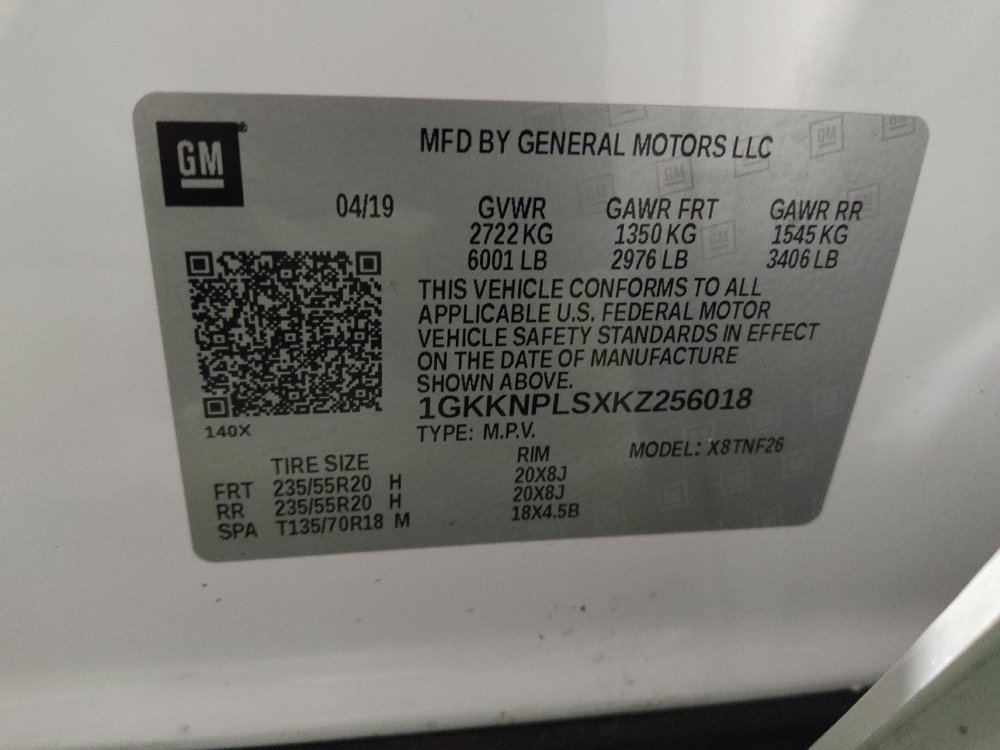 GM
MFD BY GENERAL MOTORS LLC
04/19 GVWR GAWR FRT GAWR RR
2722 KG 1350 KG 1545 KG
6001 LB 2976 LB 3406 LB
THIS VEHICLE CONFORMS TO ALL
APPLICABLE U.S. FEDERAL MOTOR
VEHICLE SAFETY STANDARDS IN EFFECT
ON THE DATE OF MANUFACTURE
SHOWN ABOVE.
1GKKNPLSXKZ256018
140X
TYPE: M.P.V. MODEL: X8TNF26
TIRE SIZE RIM
FRT 235/55R20 H 20X8J
RR 235/55R20 H 20X8J
SPA T135/70R18 M 18X4.5B